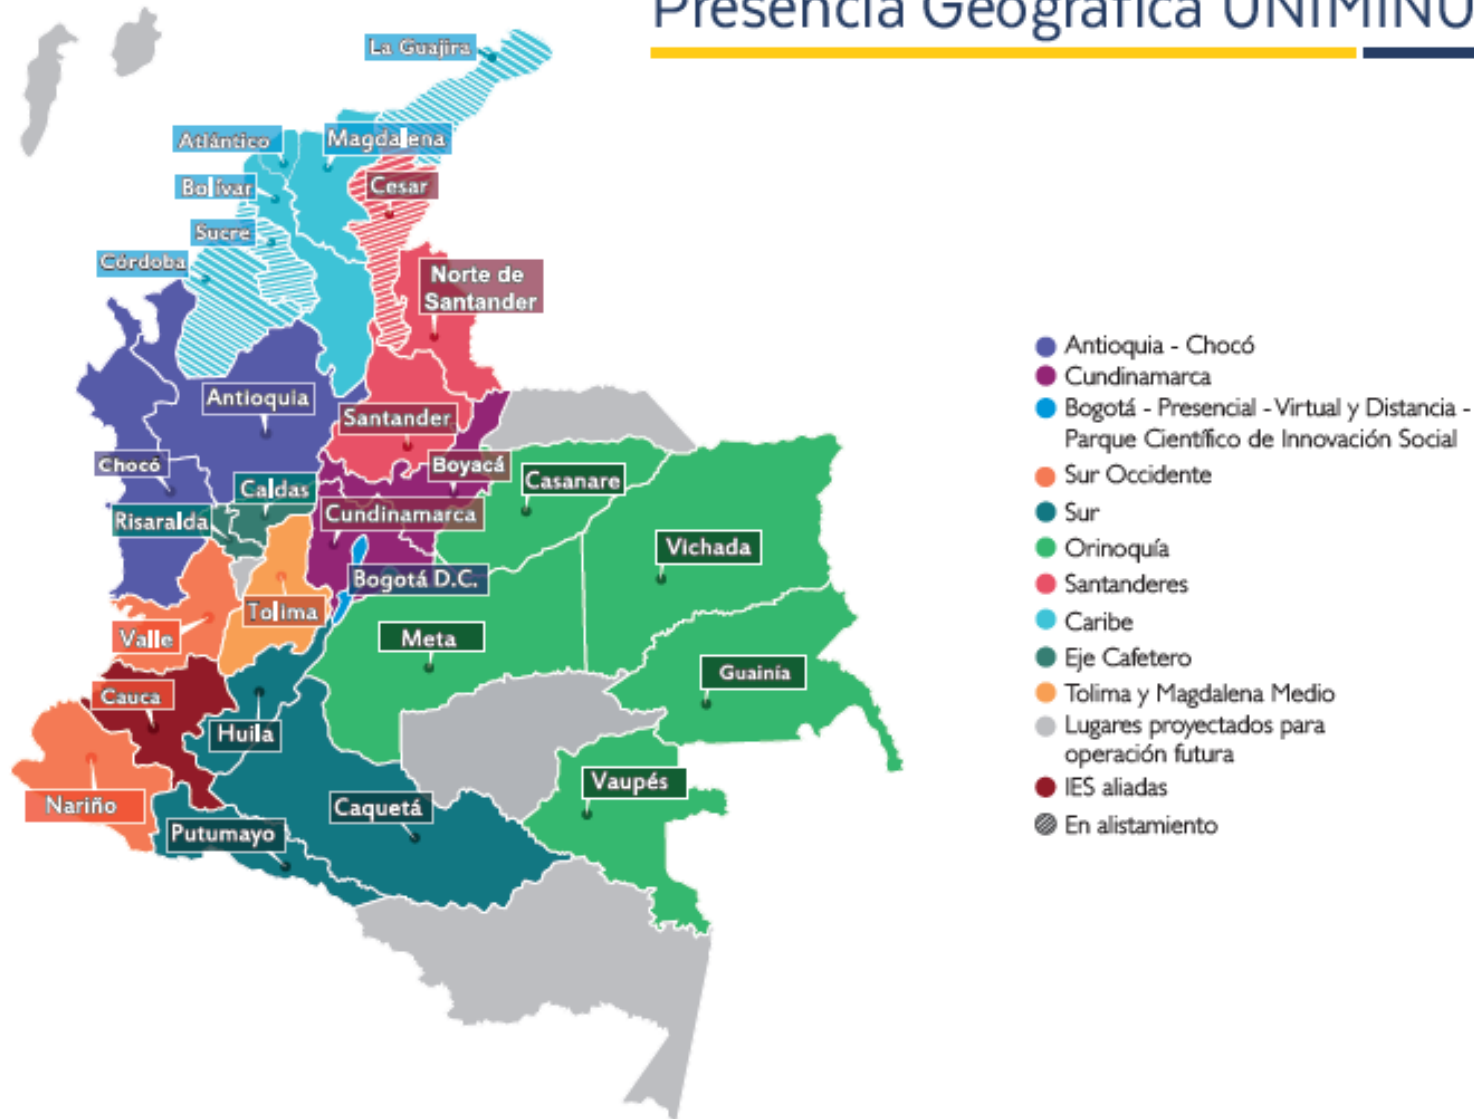 Presencia Geográfica UNIMINU
La Guajira
Atlántico
Magdalena
Bolívar
Cesar
Sucre
Córdoba
Norte de
Santander
Antioquia
Santander
Chocó
Boyacá
Caldas
Casanare
Risaralda
Cundinamarca
Vichada
Bogotá D.C.
Tolima
Valle
Meta
Guainía
Cauca
Huila
Vaupés
Nariño
Caquetá
Putumayo
Antioquia - Chocó
Cundinamarca
Bogotá - Presencial - Virtual y Distancia -
Parque Científico de Innovación Social
Sur Occidente
Sur
Orinoquía
Santanderes
Caribe
Eje Cafetero
Tolima y Magdalena Medio
Lugares proyectados para
operación futura
IES aliadas
En alistamiento